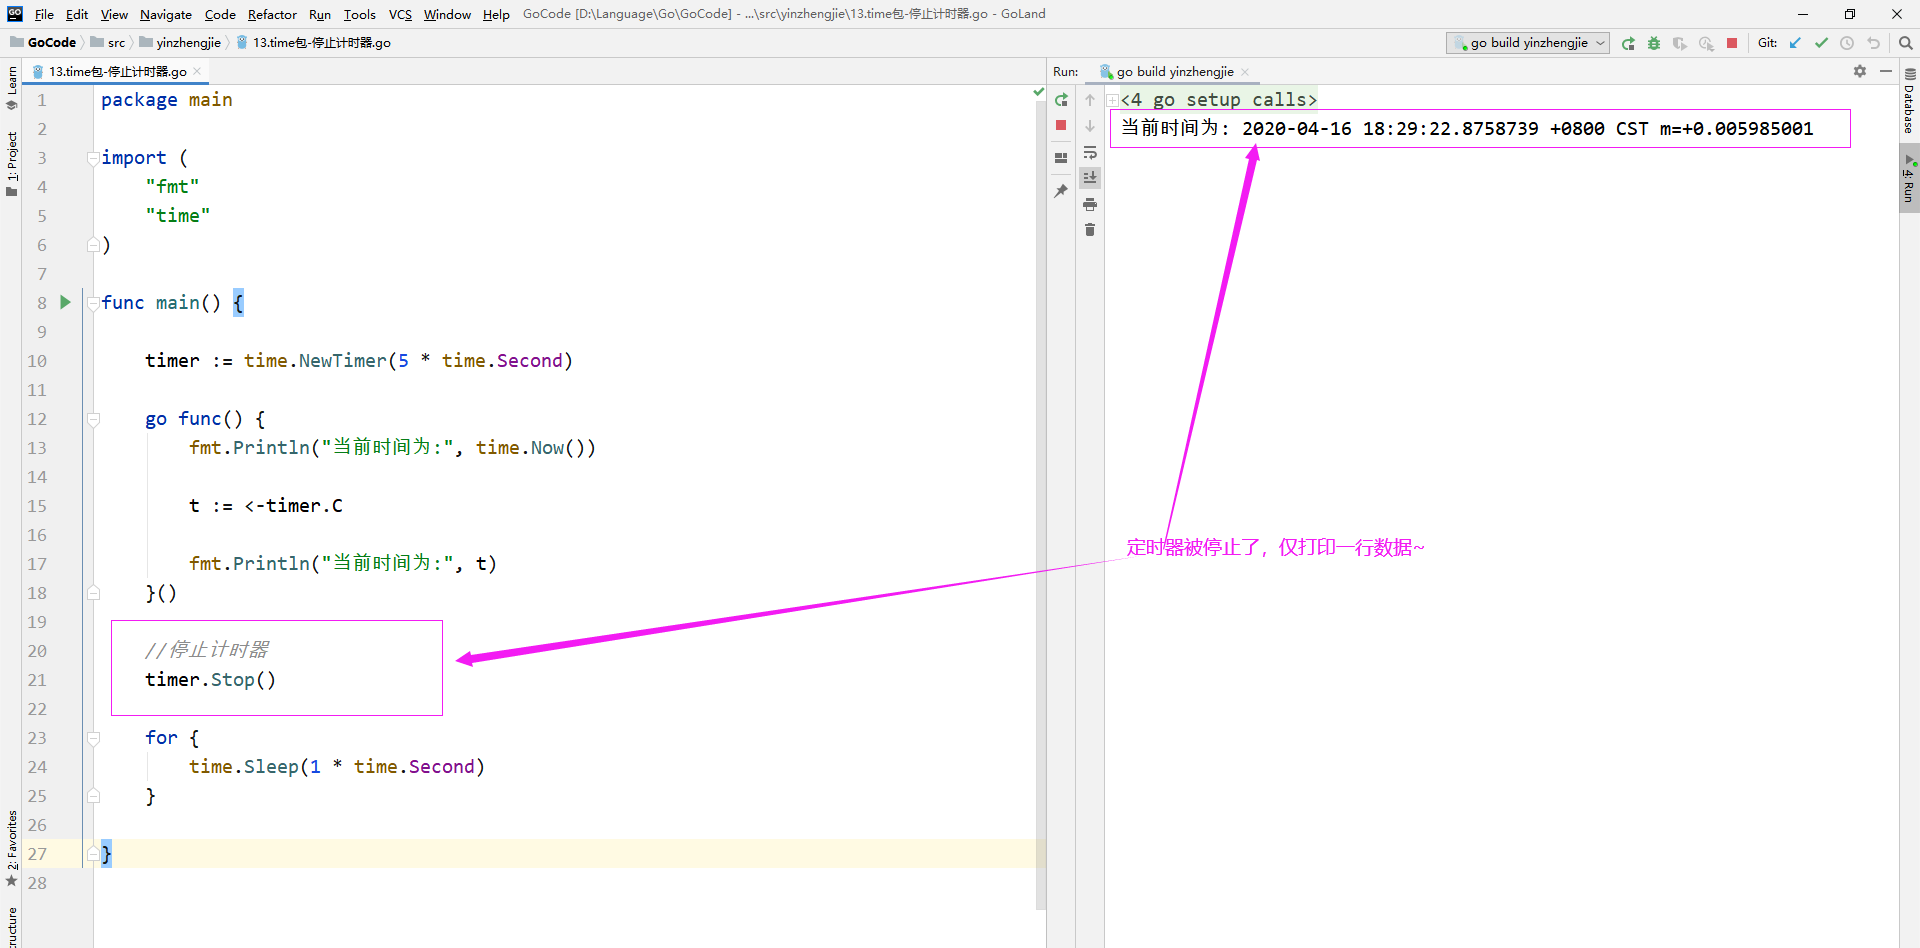 File Edit View Navigate Code Refactor Run Tools VCS Window Help GoCode [D:\Language\Go\GoCode] - ...\src\yinzhengjie\13.time包-停止计时器.go - GoLand
GoCode src yinzhengjie 13.time包-停止计时器.go go build yinzhengjie Git:
13.time包-停止计时器.go
Run: go build yinzhengjie
Learn
1: Project
2: Favorites
ructure
Database
4: Run
1 package main
2
3 import (
4 "fmt"
5 "time"
6 )
7
8 func main() {
9
10 timer := time.NewTimer(5 * time.Second)
11
12 go func() {
13 fmt.Println("当前时间为:", time.Now())
14
15 t := <-timer.C
16
17 fmt.Println("当前时间为:", t)
18 }()
19
20 //停止计时器
21 timer.Stop()
22
23 for {
24 time.Sleep(1 * time.Second)
25 }
26
27 }
28
<4 go setup calls>
当前时间为: 2020-04-16 18:29:22.8758739 +0800 CST m=+0.005985001
定时器被停止了，仅打印一行数据~